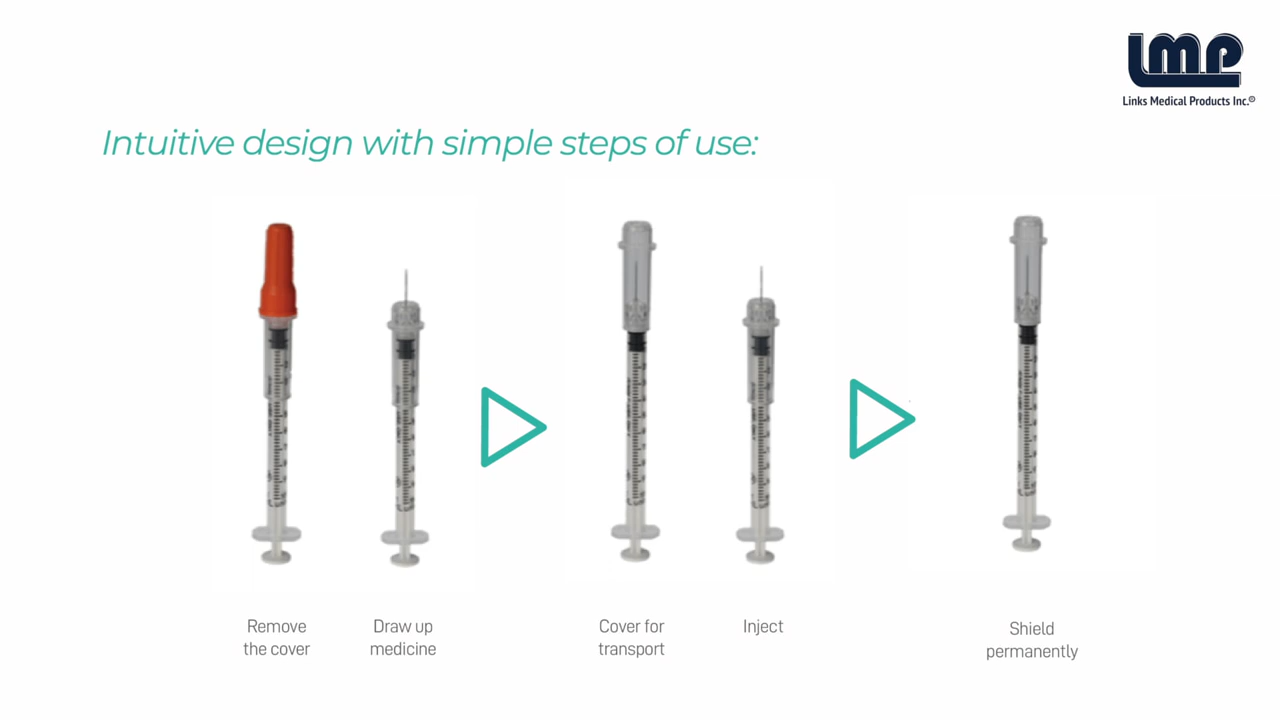 LMP
Links Medical Products Inc.®
Intuitive design with simple steps of use:
Remove
the cover
Draw up
medicine
Cover for
transport
Inject
Shield
permanently